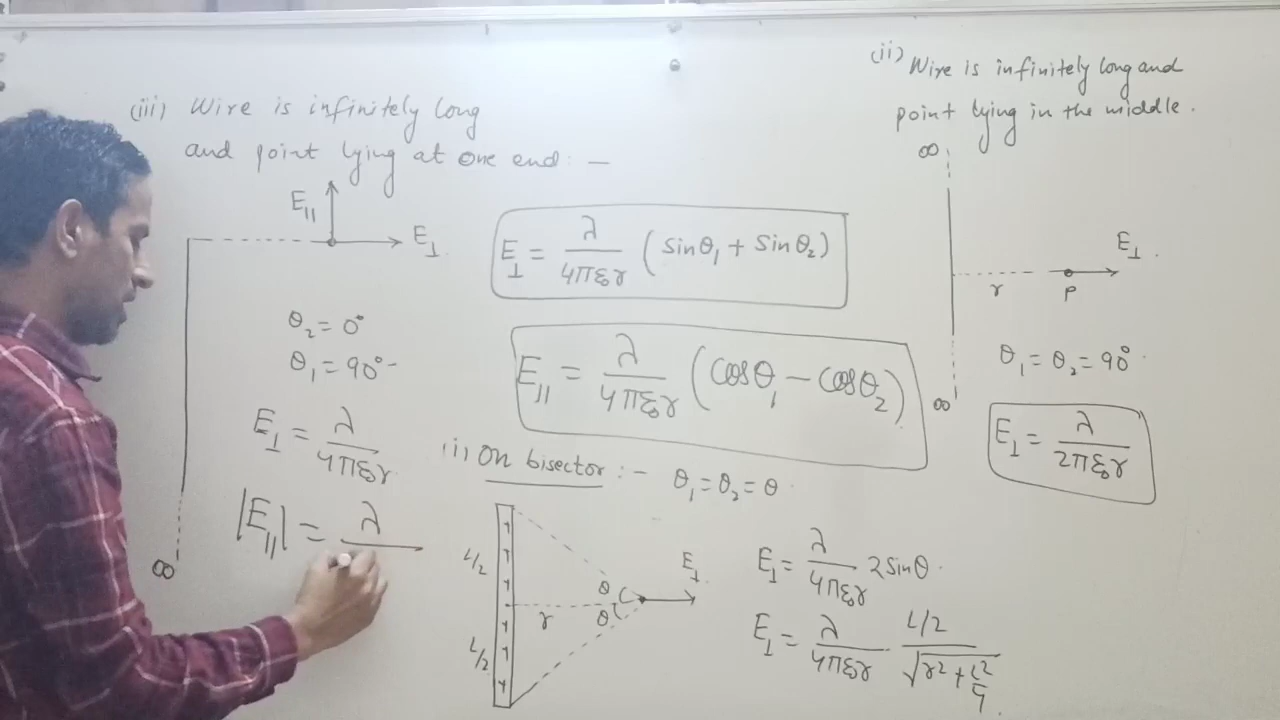 (iii) Wire is infinitely long
and point lying at one end: —
E||
E⊥
θ₂ = 0°
θ₁ = 90° -
E⊥ = λ / 4πε₀r
|E||| = λ
∞
E⊥ = λ / 4πε₀r (sinθ₁ + sinθ₂)
E|| = λ / 4πε₀r (cosθ₁ – cosθ₂)
(i) On bisector :- θ₁ = θ₂ = θ
L/2
L/2
r
θ
θ
E⊥
E⊥ = λ / 4πε₀r 2 sinθ.
E⊥ = λ / 4πε₀r L/2 / √r² + L²/4
(ii) Wire is infinitely long and
point lying in the middle.
∞
E⊥
r
P
∞
θ₁ = θ₂ = 90°
E⊥ = λ / 2πε₀r